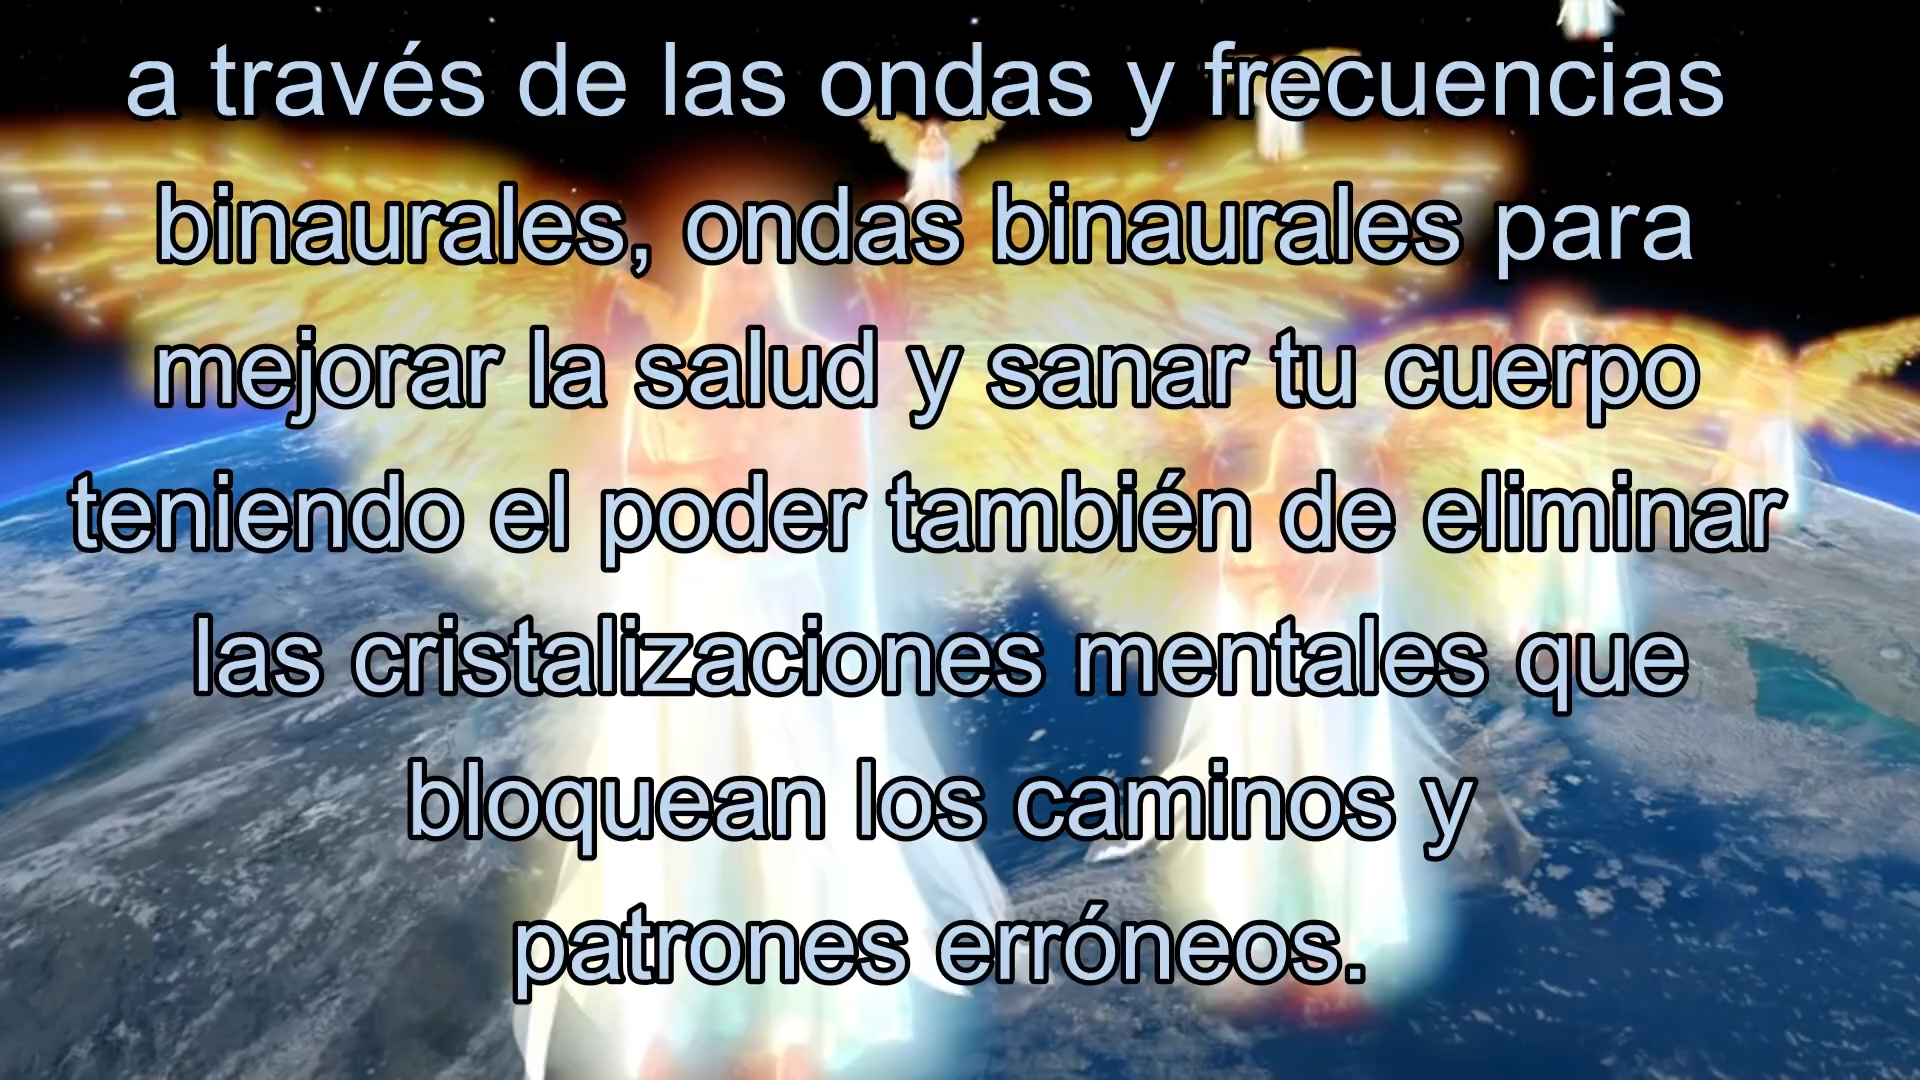 a través de las ondas y frecuencias
binaurales, ondas binaurales para
mejorar la salud y sanar tu cuerpo
teniendo el poder también de eliminar
las cristalizaciones mentales que
bloquean los caminos y
patrones erróneos.